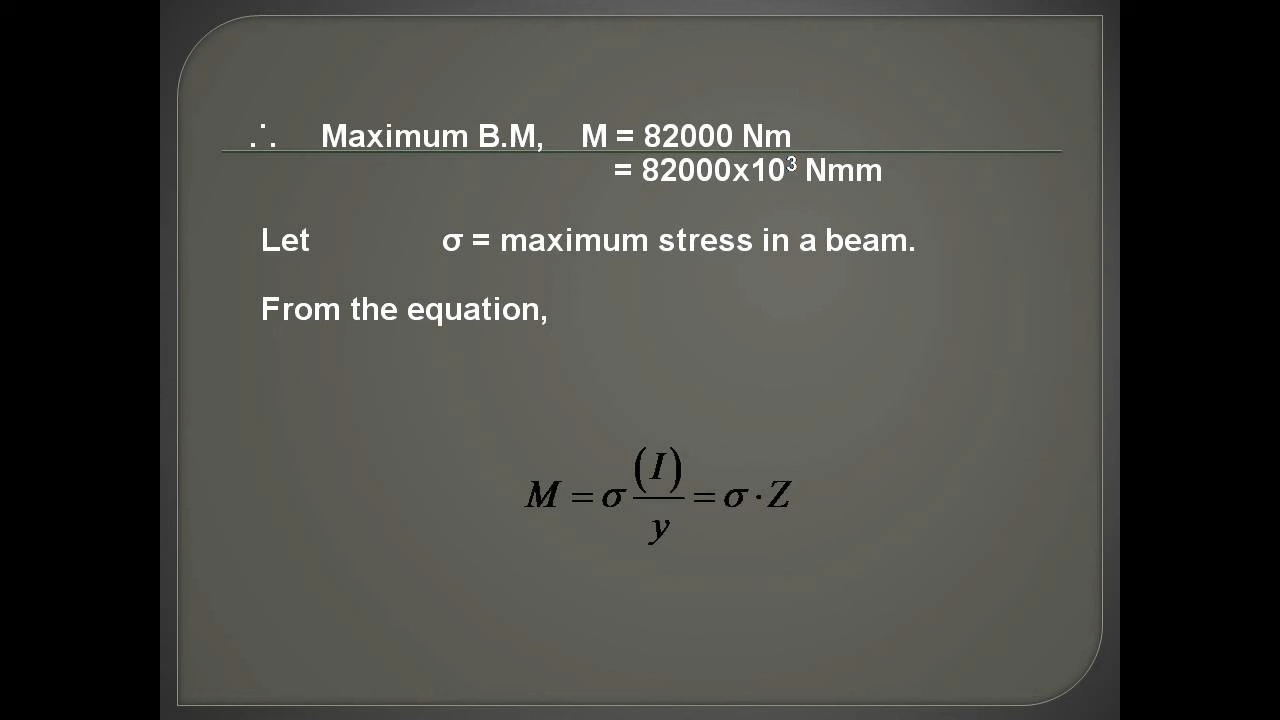 ∴ Maximum B.M, M = 82000 Nm
= 82000x10³ Nmm
Let σ = maximum stress in a beam.
From the equation,
M = σ (I)/y = σ · Z